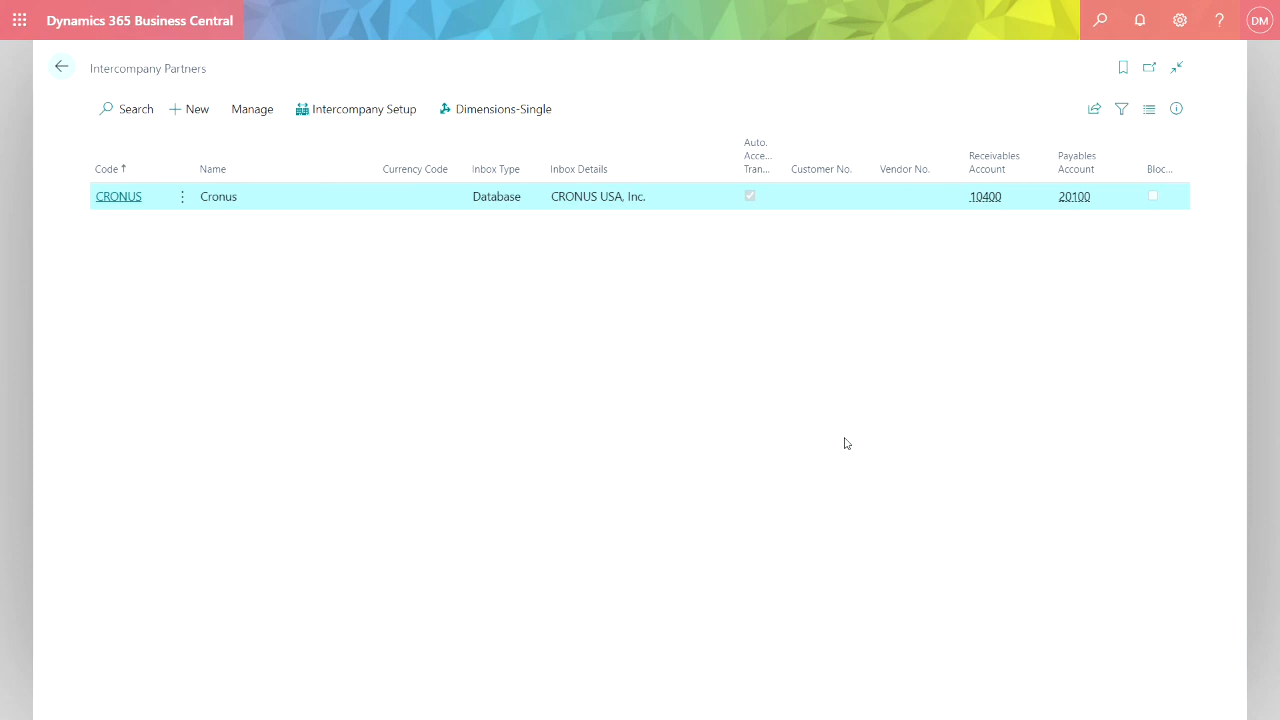 Dynamics 365 Business Central
?
DM
Intercompany Partners
Search
New
Manage
Intercompany Setup
Dimensions-Single
Code ↑
Name
Currency Code
Inbox Type
Inbox Details
Auto.
Acce...
Tran...
Customer No.
Vendor No.
Receivables
Account
Payables
Account
Bloc...
CRONUS
Cronus
Database
CRONUS USA, Inc.
10400
20100